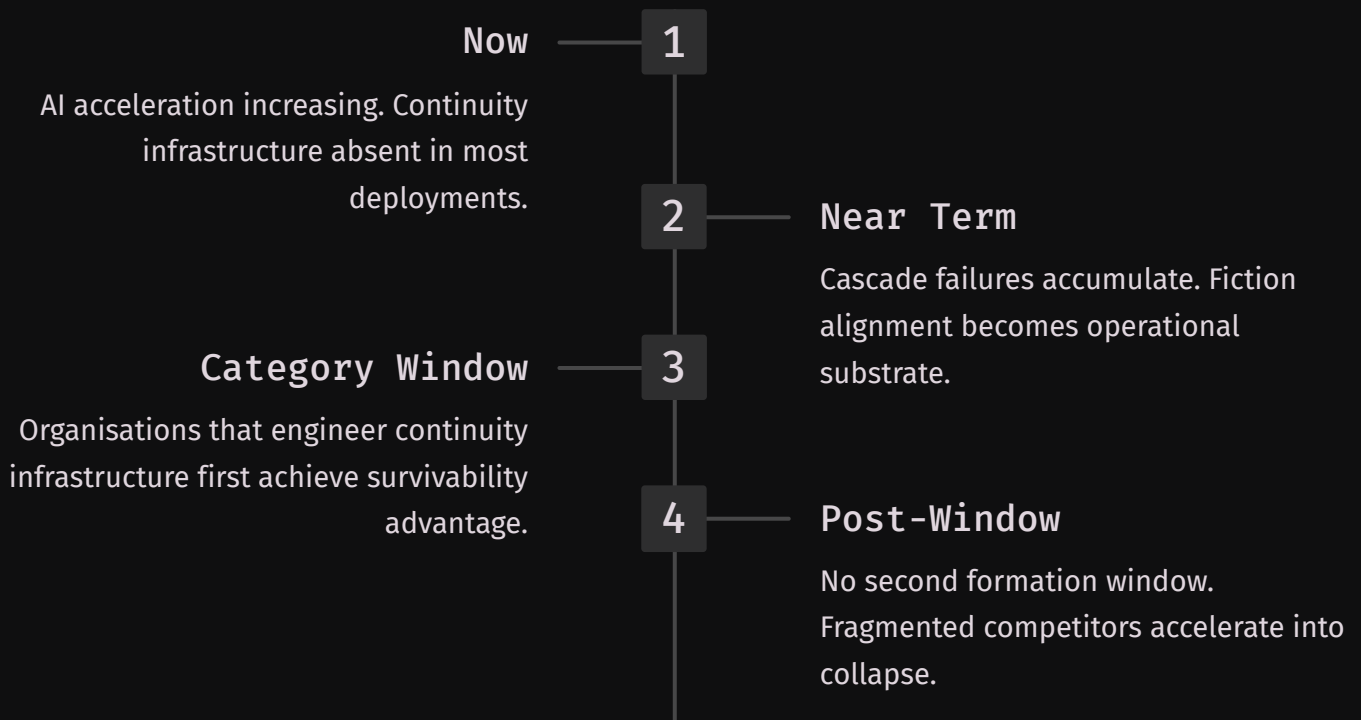 1
Now
AI acceleration increasing. Continuity
infrastructure absent in most
deployments.
2
Near Term
Cascade failures accumulate. Fiction
alignment becomes operational
substrate.
3
Category Window
Organisations that engineer continuity
infrastructure first achieve survivability
advantage.
4
Post-Window
No second formation window.
Fragmented competitors accelerate into
collapse.